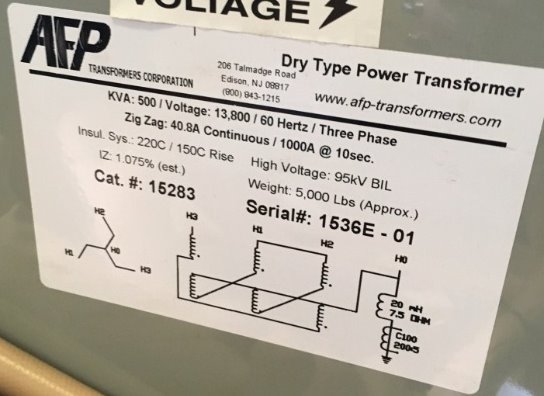 VOLTAGE
AFP
TRANSFORMERS CORPORATION
206 Talmadge Road
Edison, NJ 09817
(900) 843-1215
Dry Type Power Transformer
www.afp-transformers.com
KVA: 500 / Voltage: 13,800 / 60 Hertz / Three Phase
Zig Zag: 40.8A Continuous / 1000A @ 10sec.
Insul. Sys.: 220C / 150C Rise
High Voltage: 95kV BIL
IZ: 1.075% (est.)
Weight: 5,000 Lbs (Approx.)
Cat. #: 15283
Serial#: 1536E - 01
H2
H1
H0
H3
H3
H1
H2
H0
20 mH
7.5 OHM
C100
200:5